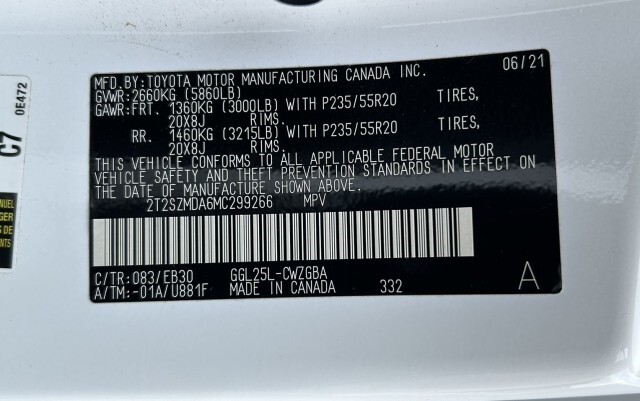 MFD.BY:TOYOTA MOTOR MANUFACTURING CANADA INC. 06/21
GVWR:2660KG (5860LB)
GAWR:FRT. 1360KG (3000LB) WITH P235/55R20 TIRES,
20X8J RIMS.
RR. 1460KG (3215LB) WITH P235/55R20 TIRES,
20X8J RIMS.
THIS VEHICLE CONFORMS TO ALL APPLICABLE FEDERAL MOTOR
VEHICLE SAFETY AND THEFT PREVENTION STANDARDS IN EFFECT ON
THE DATE OF MANUFACTURE SHOWN ABOVE.
2T2SZMDA6MC299266 MPV
C/TR:083/EB30 GGL25L-CWZGBA
A/TM:-01A/U881F MADE IN CANADA 332 A
C7
0E472